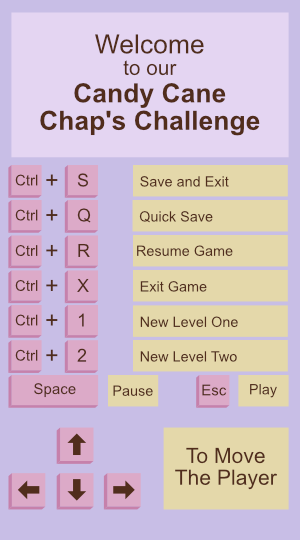 Welcome
to our
Candy Cane
Chap's Challenge
Ctrl + S Save and Exit
Ctrl + Q Quick Save
Ctrl + R Resume Game
Ctrl + X Exit Game
Ctrl + 1 New Level One
Ctrl + 2 New Level Two
Space Pause Esc Play
To Move
The Player